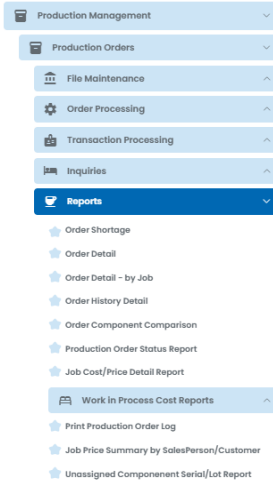 Production Management
Production Orders
File Maintenance
Order Processing
Transaction Processing
Inquiries
Reports
Order Shortage
Order Detail
Order Detail - by Job
Order History Detail
Order Component Comparison
Production Order Status Report
Job Cost/Price Detail Report
Work in Process Cost Reports
Print Production Order Log
Job Price Summary by SalesPerson/Customer
Unassigned Componenent Serial/Lot Report